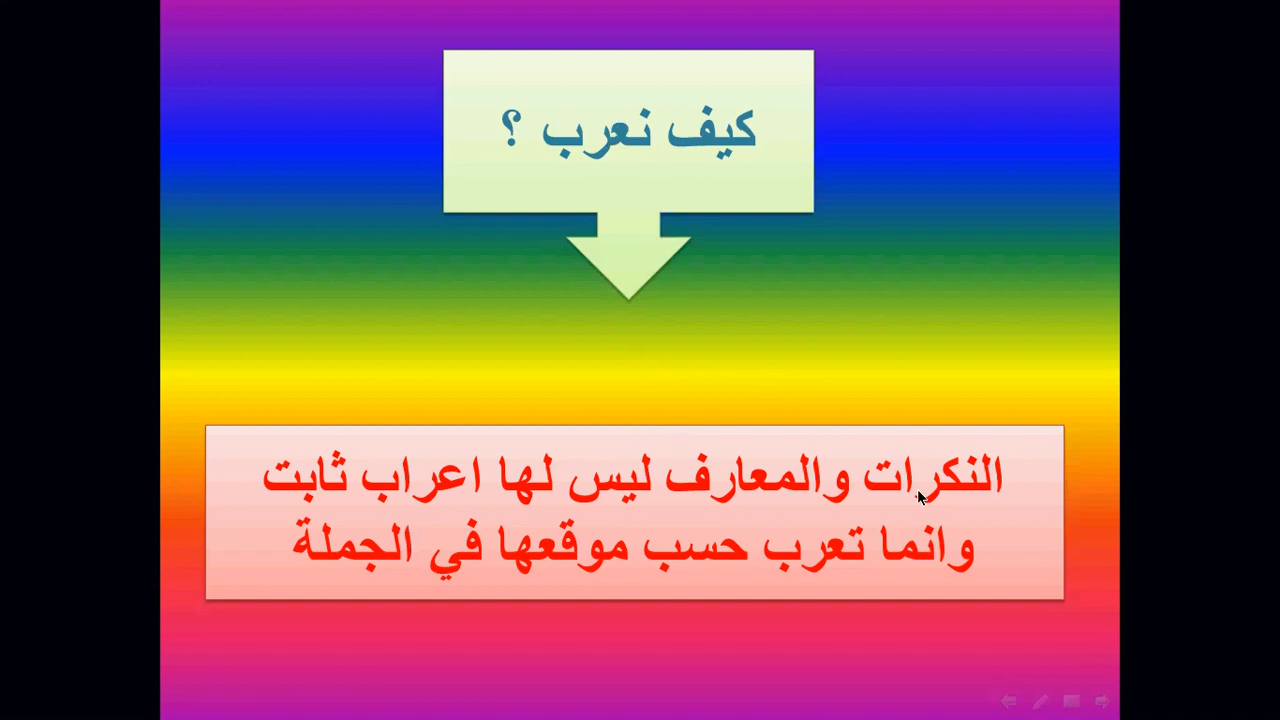 كيف نعرب ؟
النكرات والمعارف ليس لها اعراب ثابت
وانما تعرب حسب موقعها في الجملة